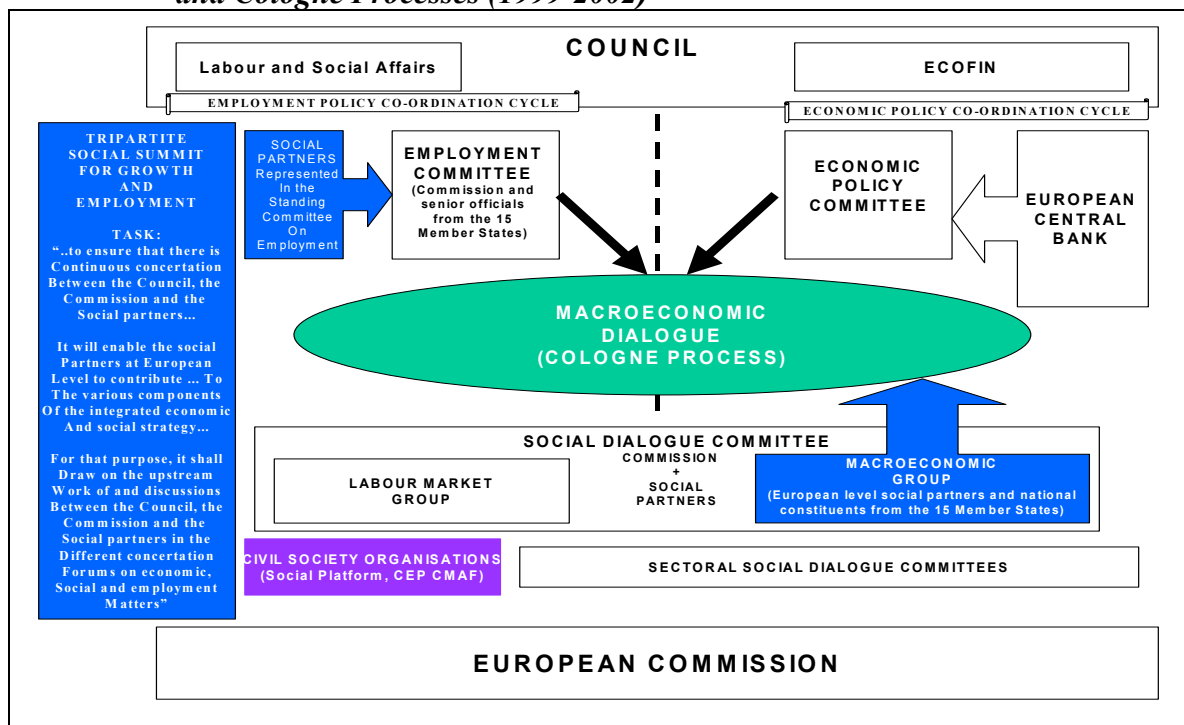 and Cologne Processes (1999-2002)
COUNCIL
Labour and Social Affairs
ECOFIN
EMPLOYMENT POLICY CO-ORDINATION CYCLE
ECONOMIC POLICY CO-ORDINATION CYCLE
TRIPARTITE
SOCIAL SUMMIT
FOR GROWTH
AND
EMPLOYMENT
TASK:
“..to ensure that there is
Continuous concertation
Between the Council, the
Commission and the
Social partners...
It will enable the social
Partners at European
Level to contribute ... To
The various components
Of the integrated economic
And social strategy...
For that purpose, it shall
Draw on the upstream
Work of and discussions
Between the Council, the
Commission and the
Social partners in the
Different concertation
Forums on economic,
Social and employment
Matters”
SOCIAL
PARTNERS
Represented
In the
Standing
Committee
On
Employment
EMPLOYMENT
COMMITTEE
(Commission and
senior officials
from the 15
Member States)
ECONOMIC
POLICY
COMMITTEE
EUROPEAN
CENTRAL
BANK
MACROECONOMIC
DIALOGUE
(COLOGNE PROCESS)
SOCIAL DIALOGUE COMMITTEE
COMMISSION
+
SOCIAL
PARTNERS
LABOUR MARKET
GROUP
MACROECONOMIC
GROUP
(European level social partners and national
constituents from the 15 Member States)
CIVIL SOCIETY ORGANISATIONS
(Social Platform, CEP CMAF)
SECTORAL SOCIAL DIALOGUE COMMITTEES
EUROPEAN COMMISSION